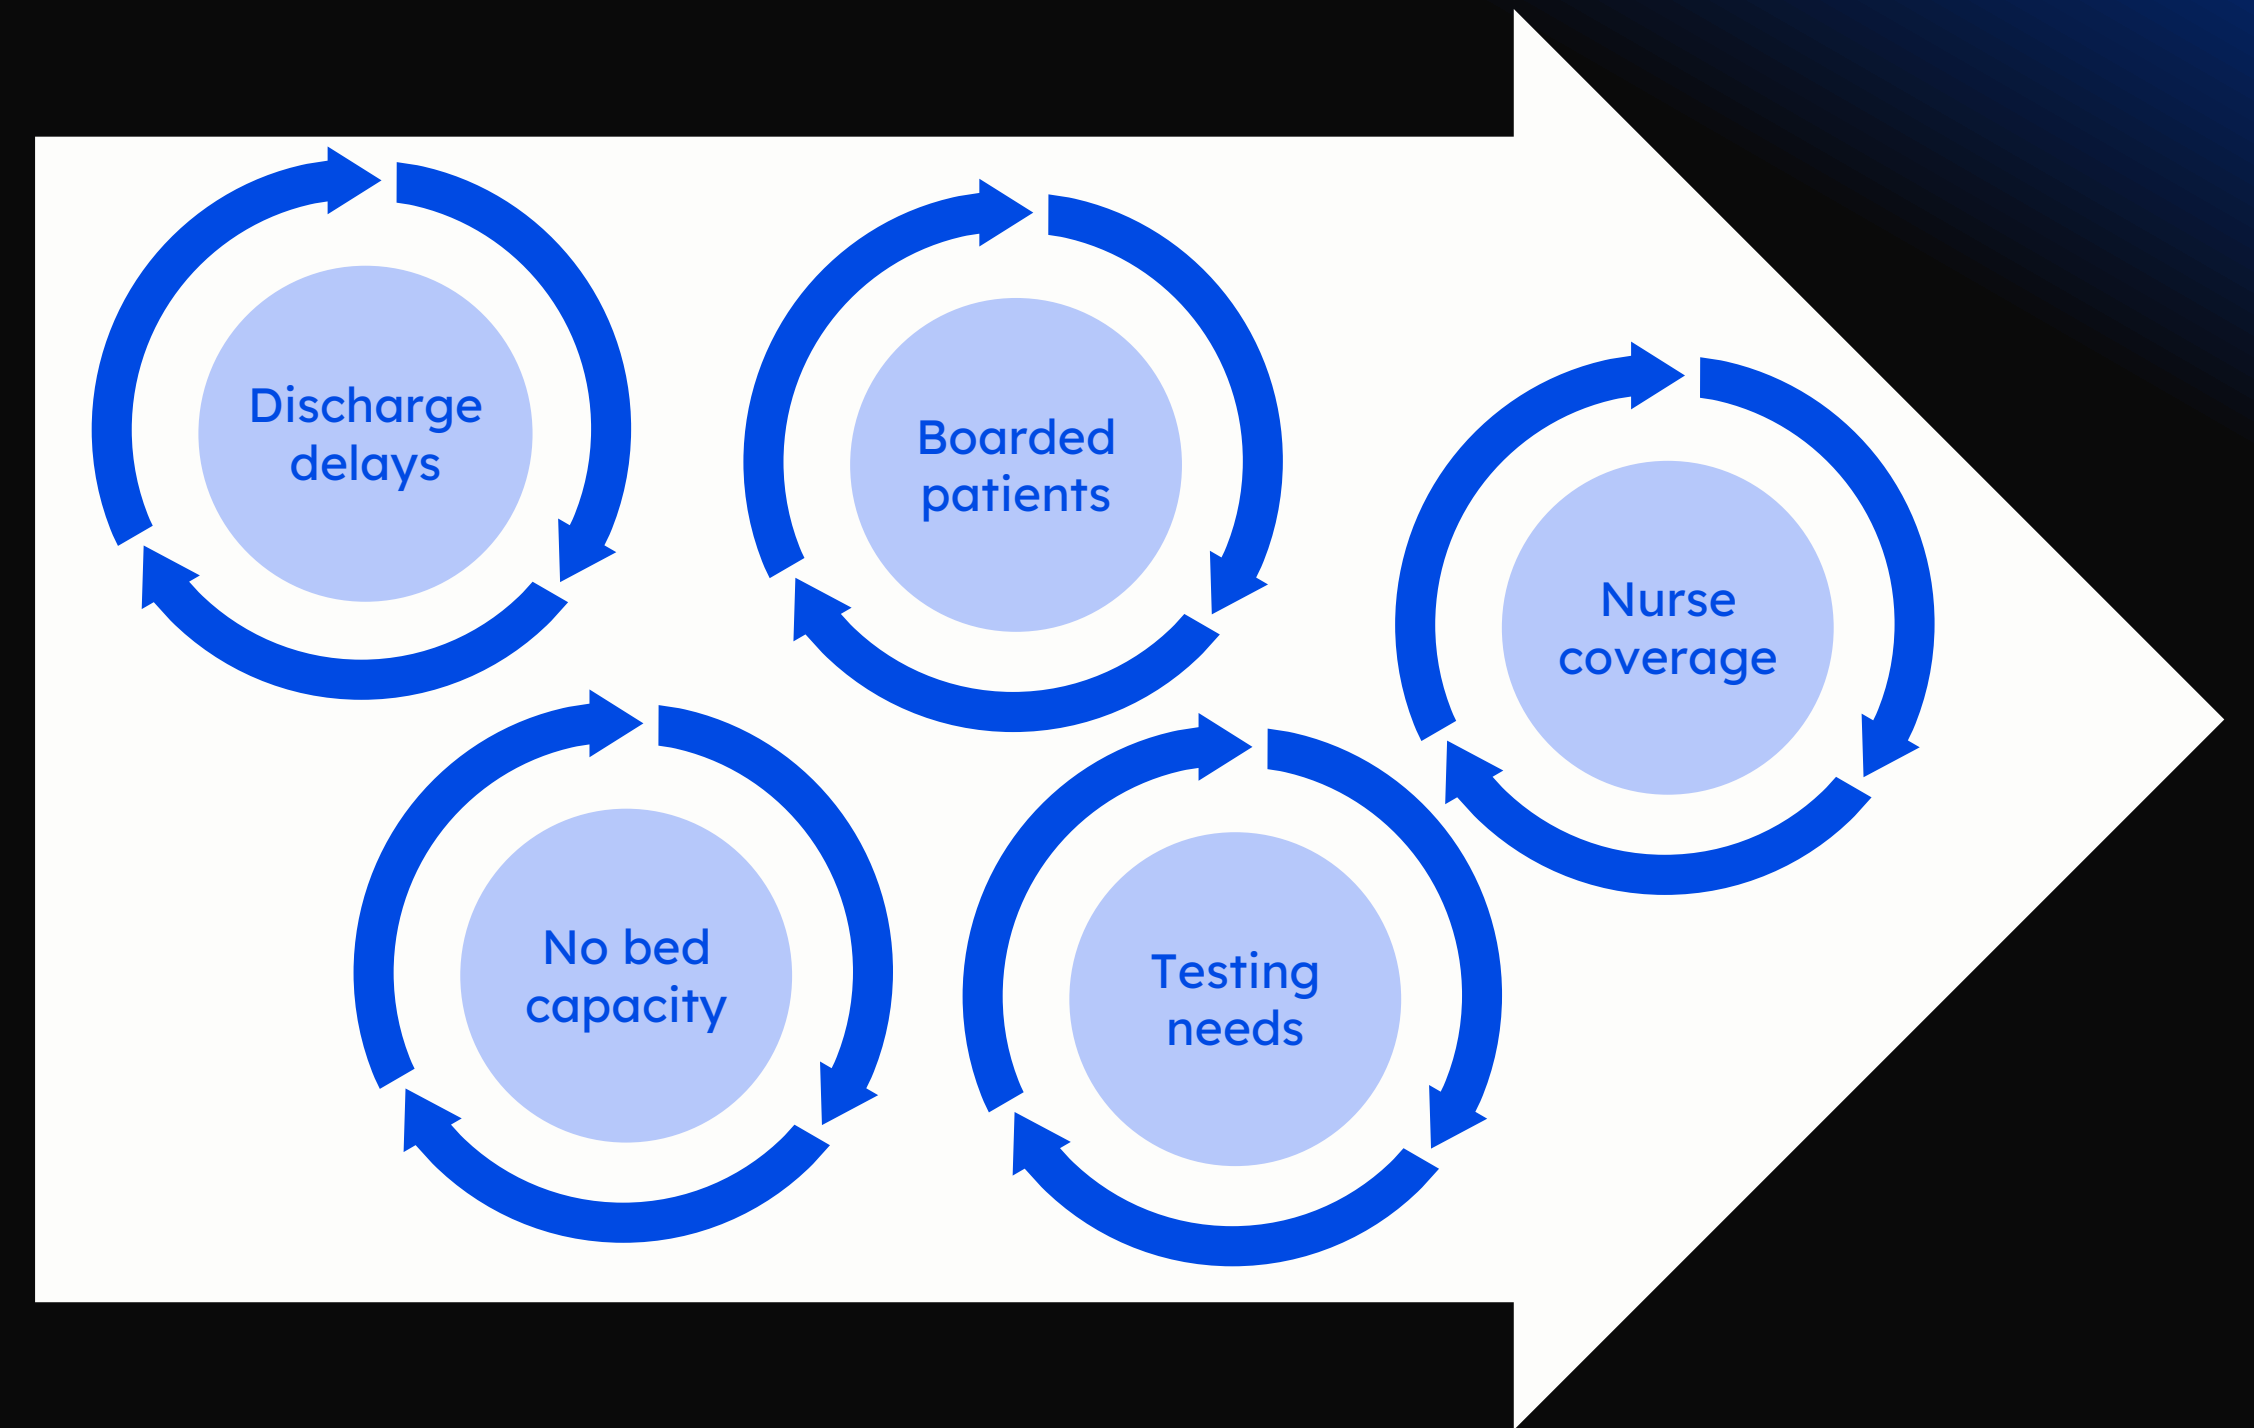 Discharge
delays
Boarded
patients
Nurse
coverage
No bed
capacity
Testing
needs